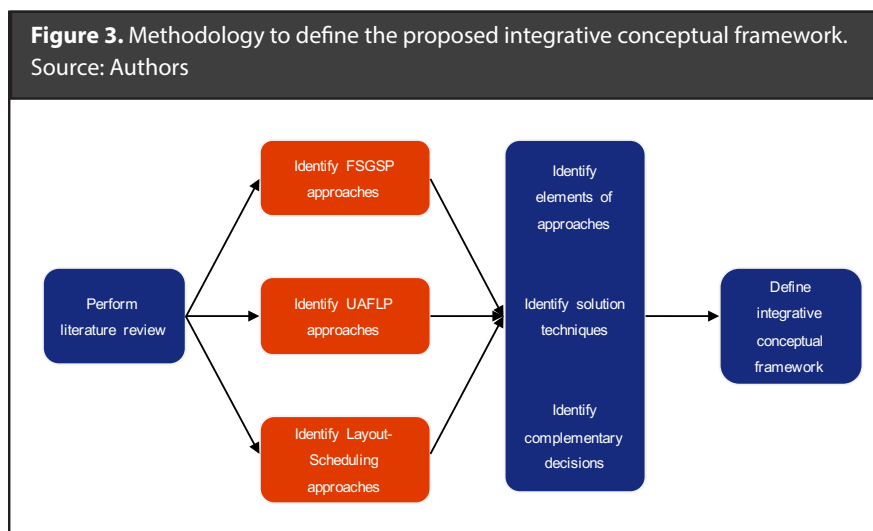 Figure 3. Methodology to define the proposed integrative conceptual framework.
Source: Authors
Perform
literature review
Identify FSGSP
approaches
Identify UAFLP
approaches
Identify Layout-
Scheduling
approaches
Identify
elements of
approaches
Identify solution
techniques
Identify
complementary
decisions
Define
integrative
conceptual
framework